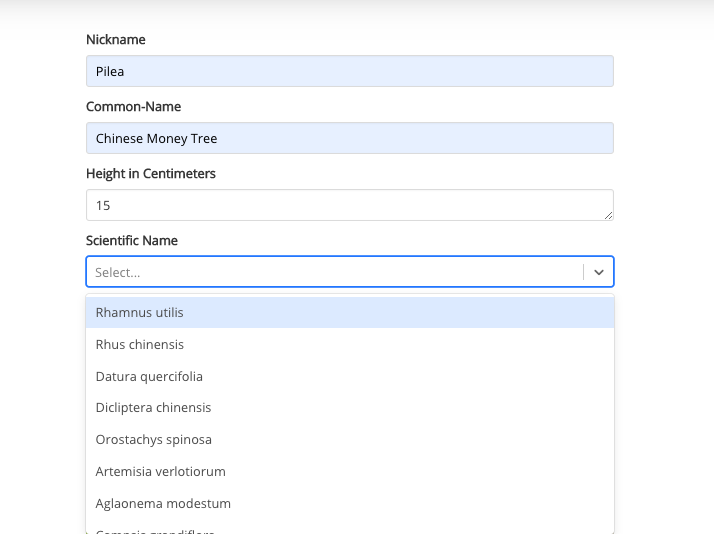 Nickname
Pilea
Common-Name
Chinese Money Tree
Height in Centimeters
15
Scientific Name
Select...
Rhamnus utilis
Rhus chinensis
Datura quercifolia
Dicliptera chinensis
Orostachys spinosa
Artemisia verlotiorum
Aglaonema modestum